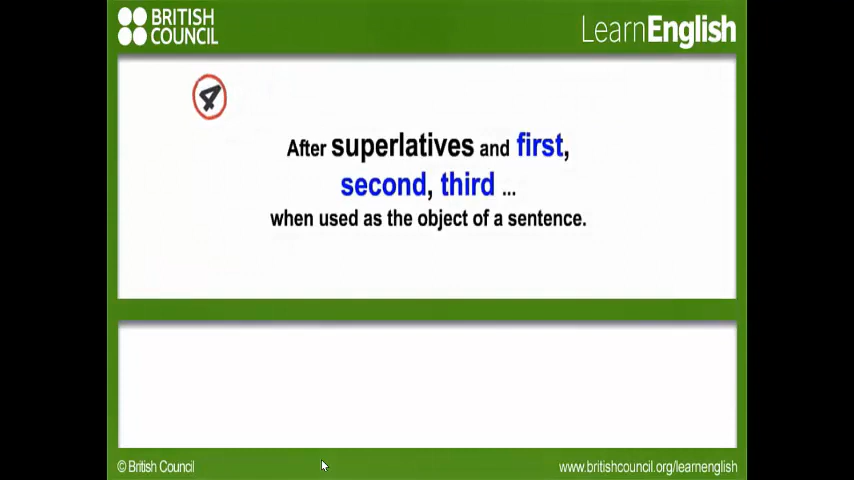 BRITISH
COUNCIL
LearnEnglish
4
After superlatives and first,
second, third ...
when used as the object of a sentence.
© British Council
www.britishcouncil.org/learnenglish